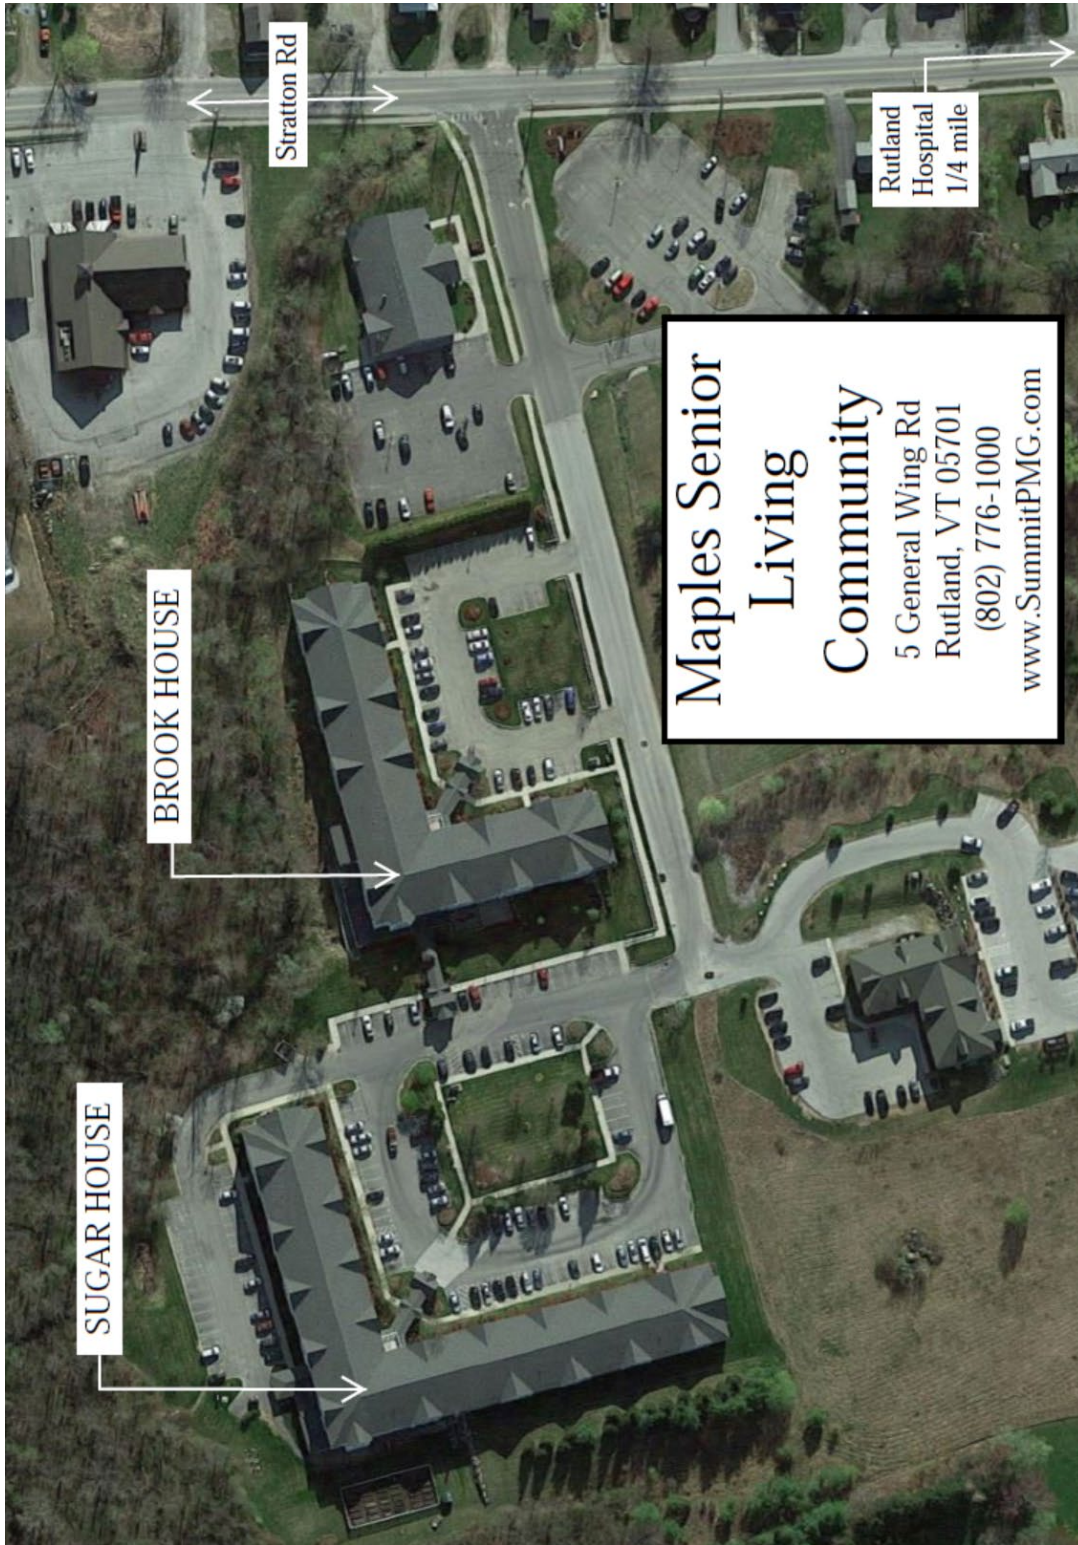 SUGAR HOUSE
BROOK HOUSE
Stratton Rd
Maples Senior
Living
Community
5 General Wing Rd
Rutland, VT 05701
(802) 776-1000
www.SummitPMG.com
Rutland
Hospital
1/4 mile